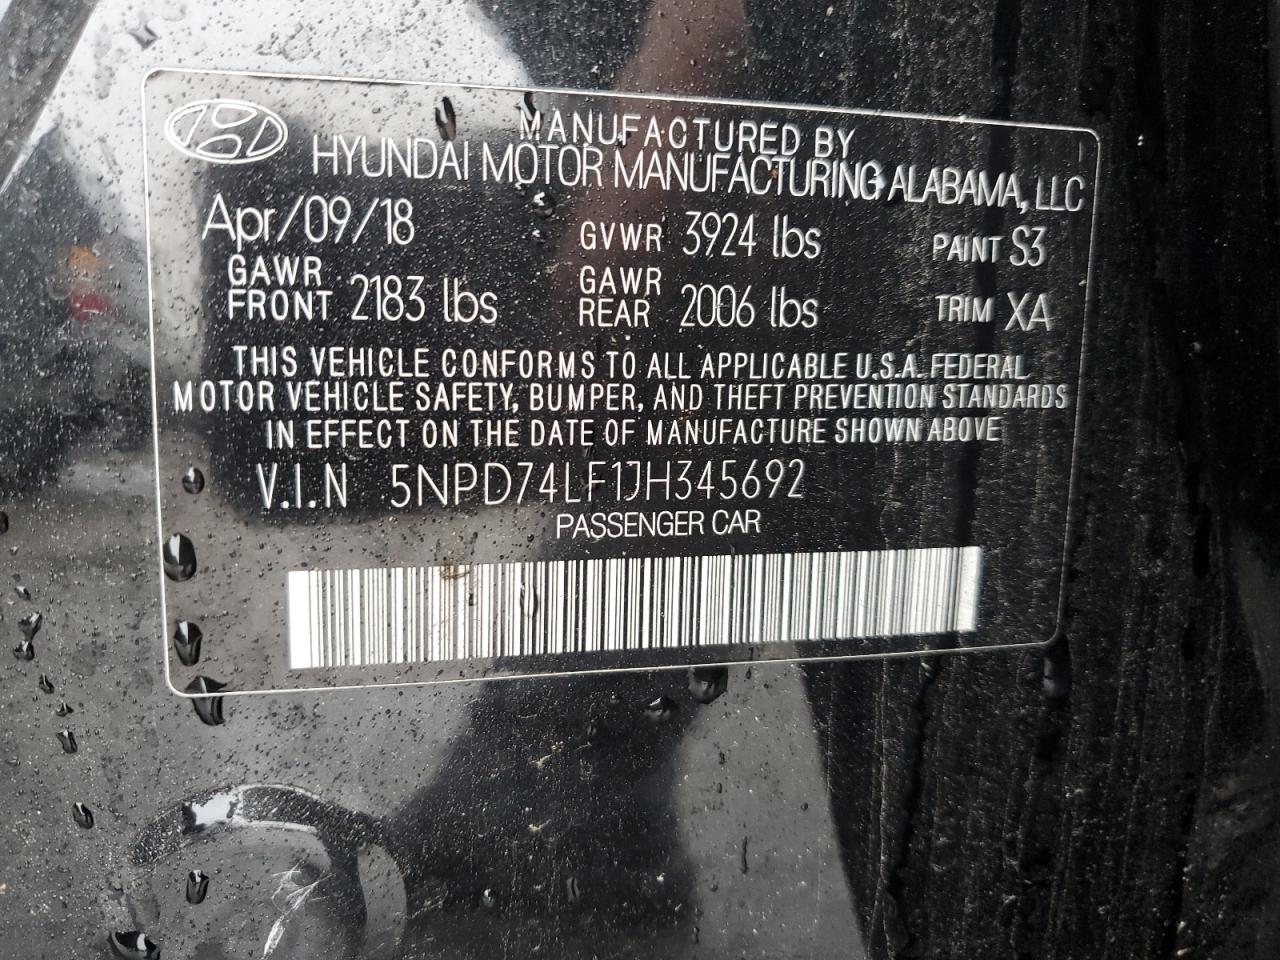 MANUFACTURED BY
HYUNDAI MOTOR MANUFACTURING ALABAMA, LLC
Apr/09/18 GVWR 3924 lbs PAINT S3
GAWR FRONT 2183 lbs GAWR REAR 2006 lbs TRIM XA
THIS VEHICLE CONFORMS TO ALL APPLICABLE U.S.A. FEDERAL
MOTOR VEHICLE SAFETY, BUMPER, AND THEFT PREVENTION STANDARDS
IN EFFECT ON THE DATE OF MANUFACTURE SHOWN ABOVE
V.I.N 5NPD74LF1JH345692
PASSENGER CAR